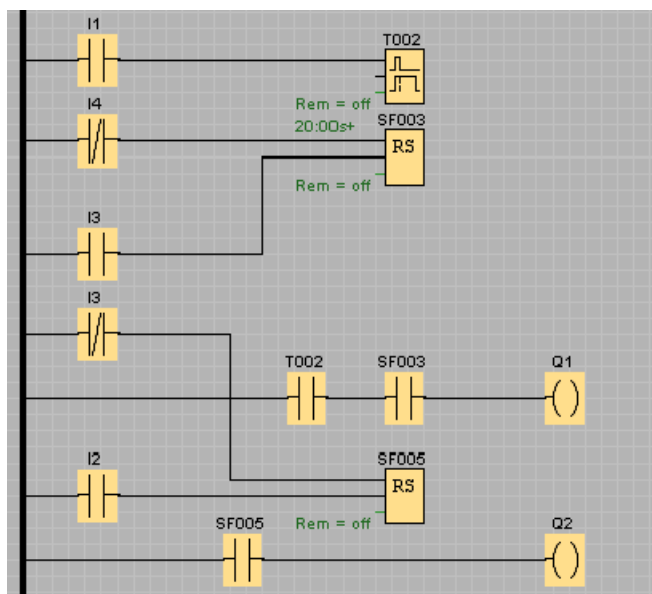 I1
T002
Rem = off
20:00s+
I4
SF003
RS
Rem = off
I3
I3
T002
SF003
Q1
I2
SF005
RS
Rem = off
SF005
Q2